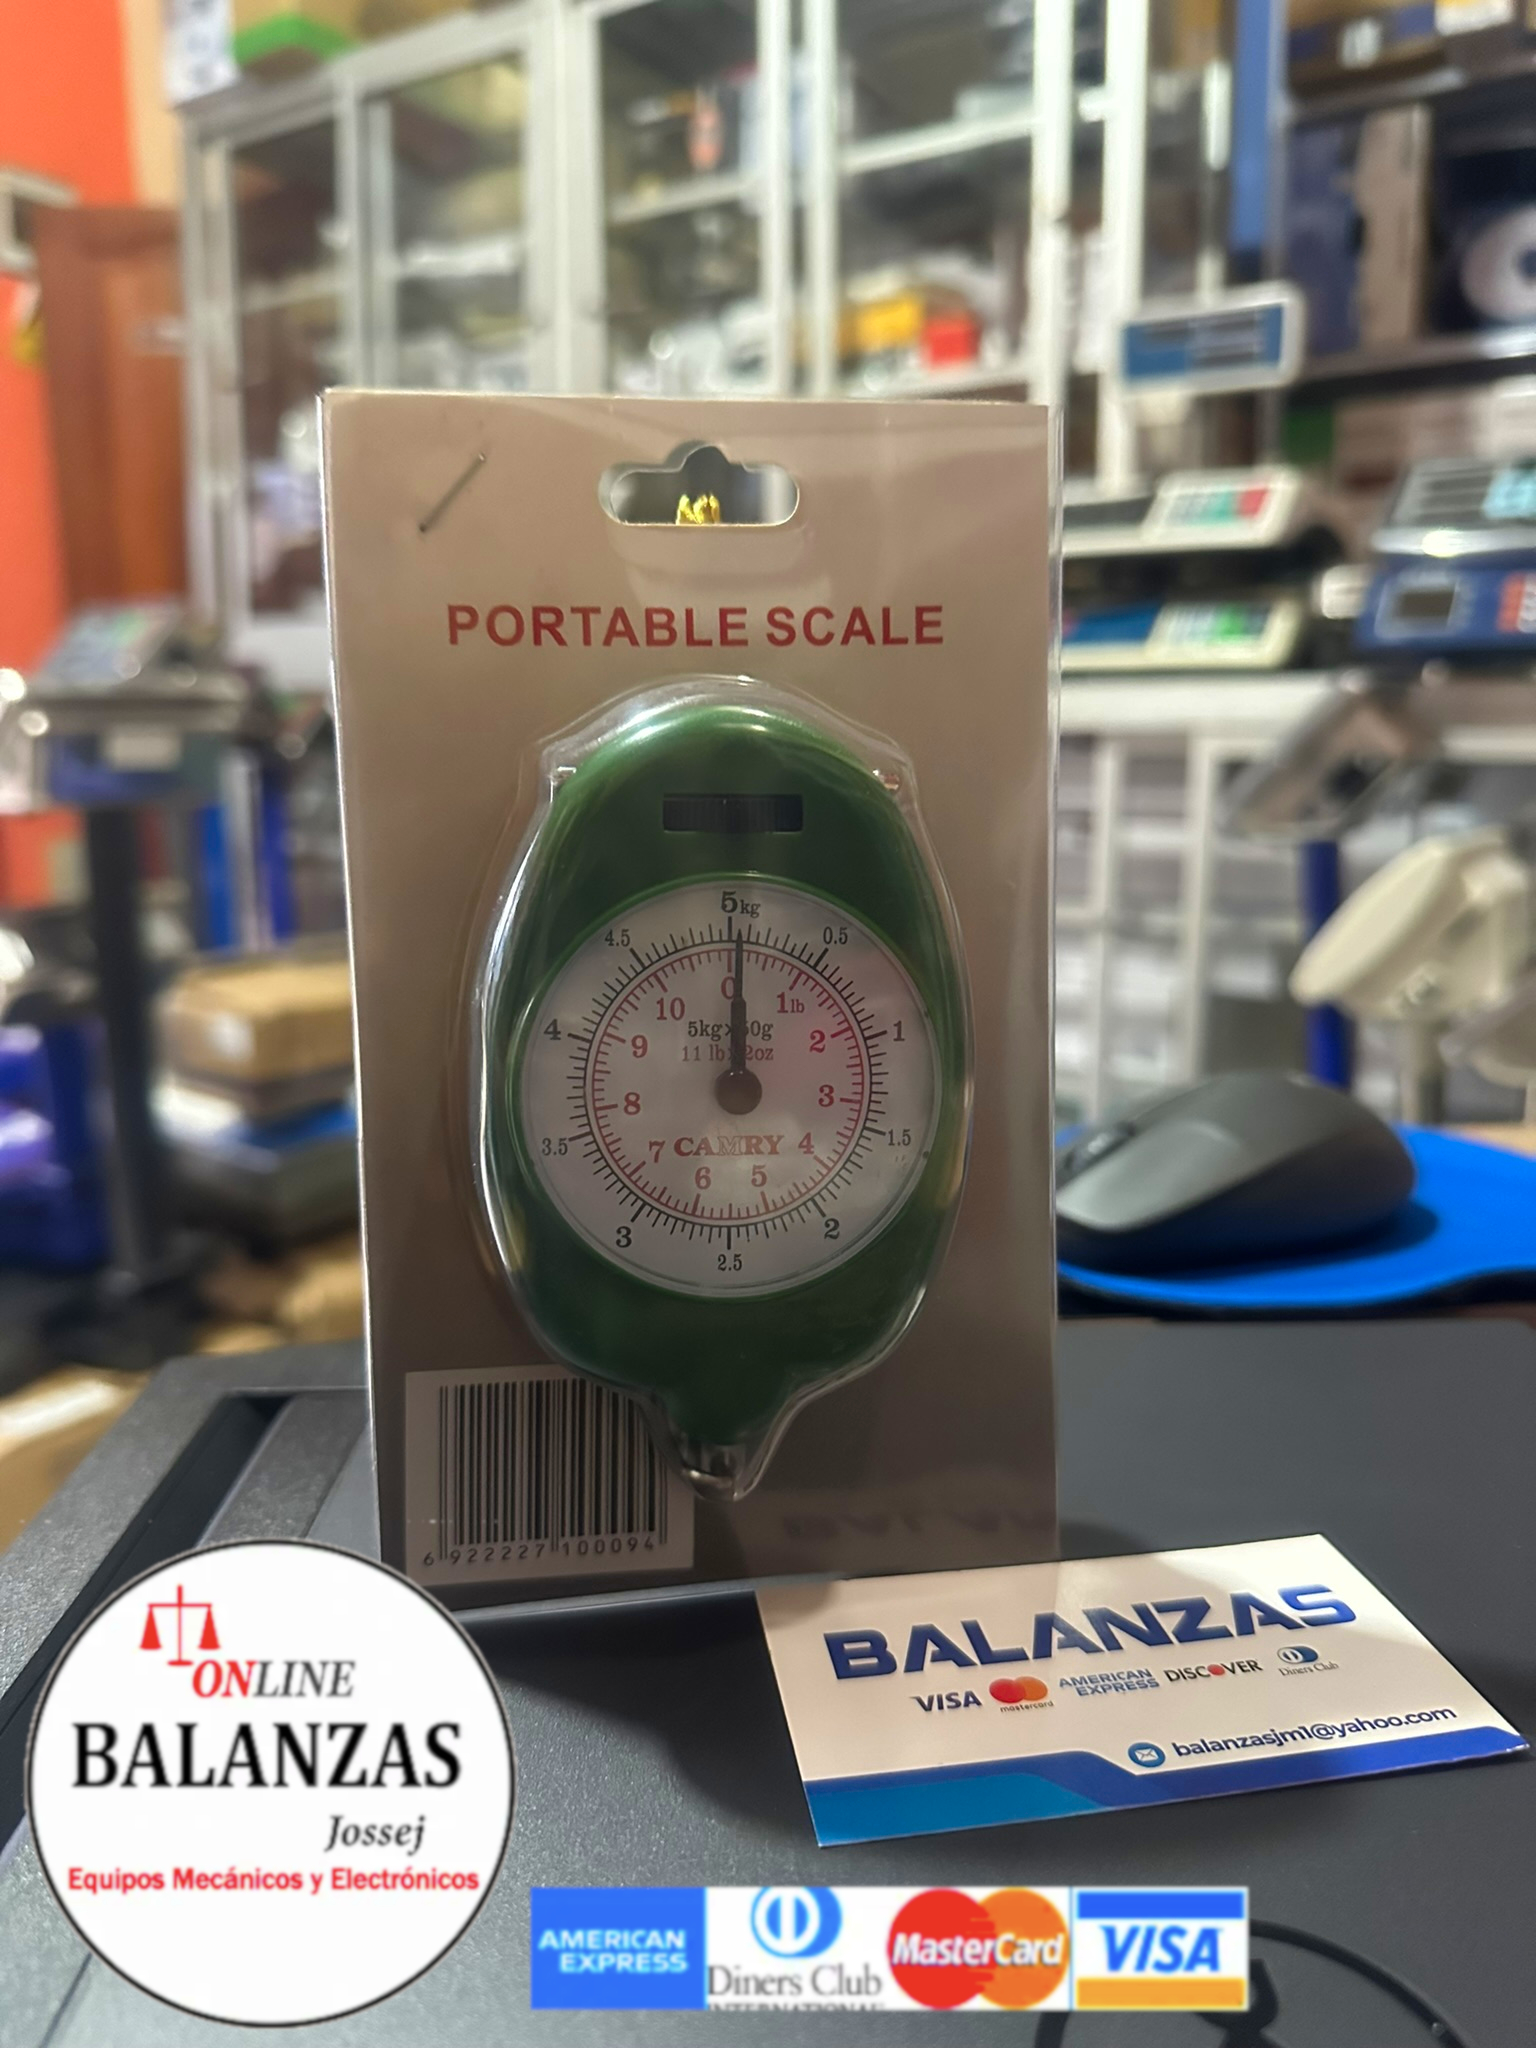 PORTABLE SCALE
5kg
4.5
0.5
0
10
1lb
5kg×50g
4
9
2
1
11 lb×2oz
8
3
3.5
7
CAMRY
4
1.5
6
5
3
2
2.5
6 922227 100094
BALANZAS
VISA
mastercard
AMERICAN
EXPRESS
DISCOVER
Diners Club
balanzasjm1@yahoo.com
ONLINE
BALANZAS
Jossej
Equipos Mecánicos y Electrónicos
AMERICAN
EXPRESS
Diners Club
INTERNATIONAL
MasterCard
VISA